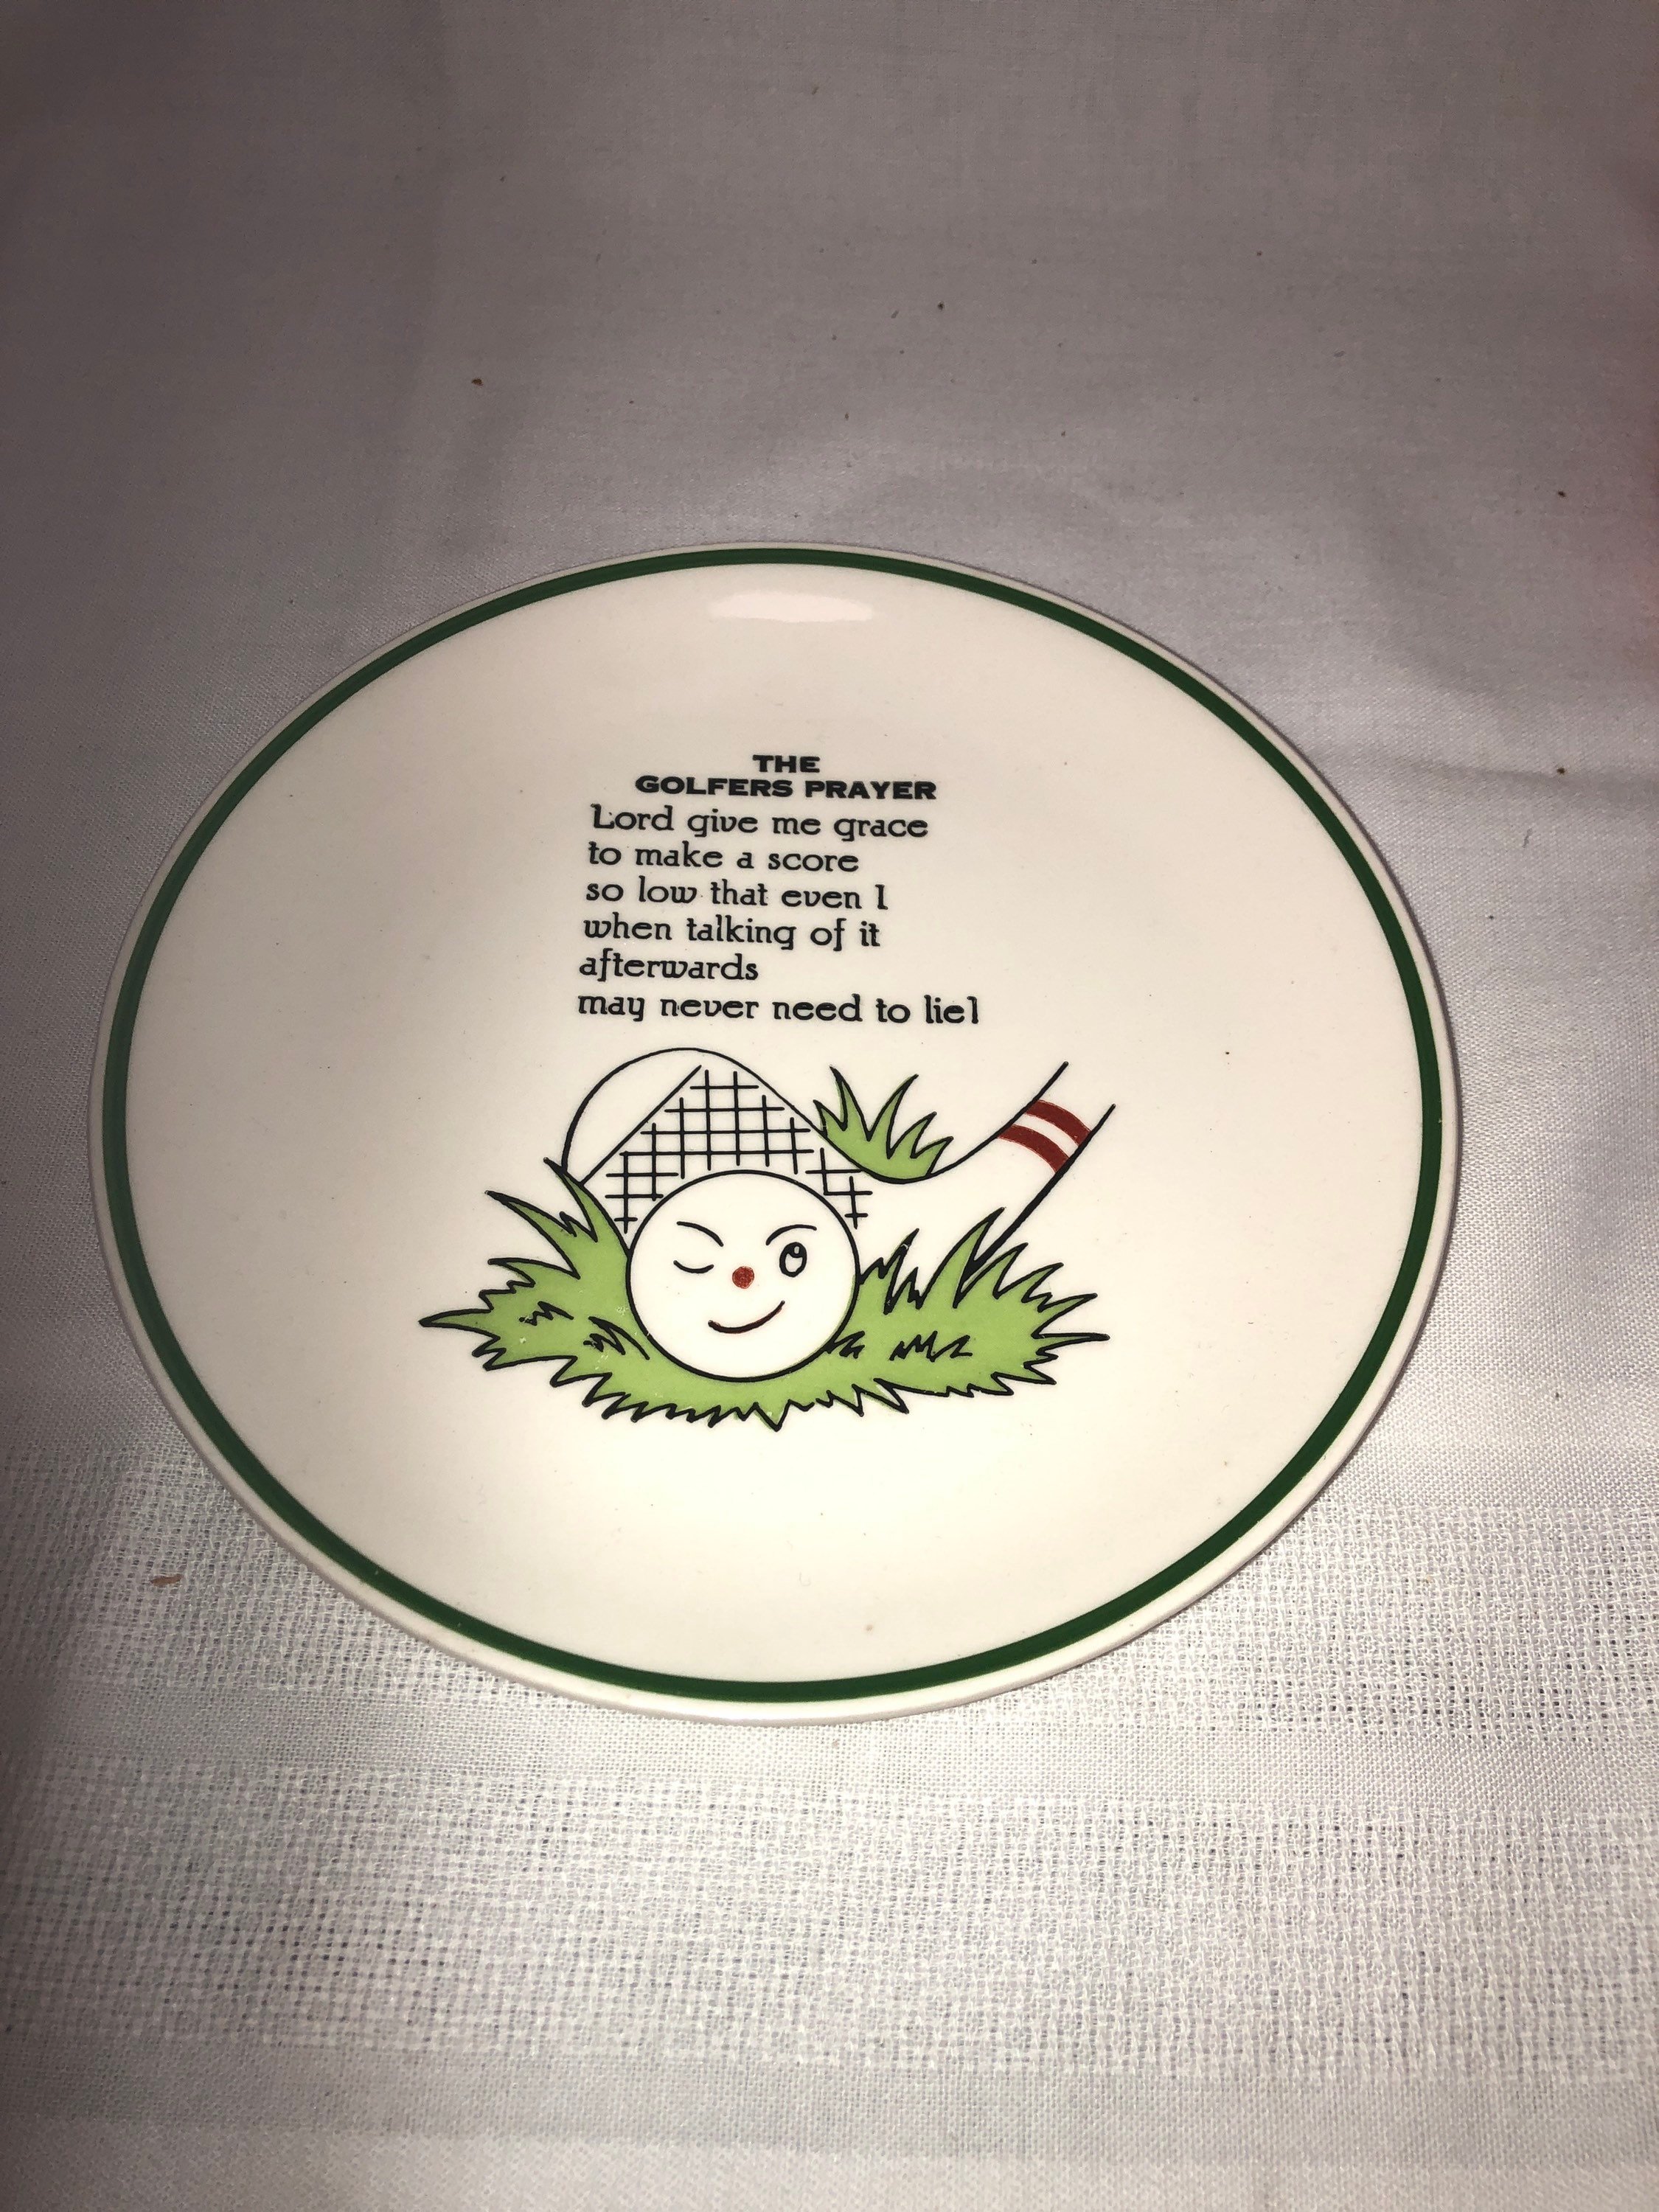 THE
GOLFERS PRAYER
Lord give me grace
to make a score
so low that even I
when talking of it
afterwards
may never need to lie!